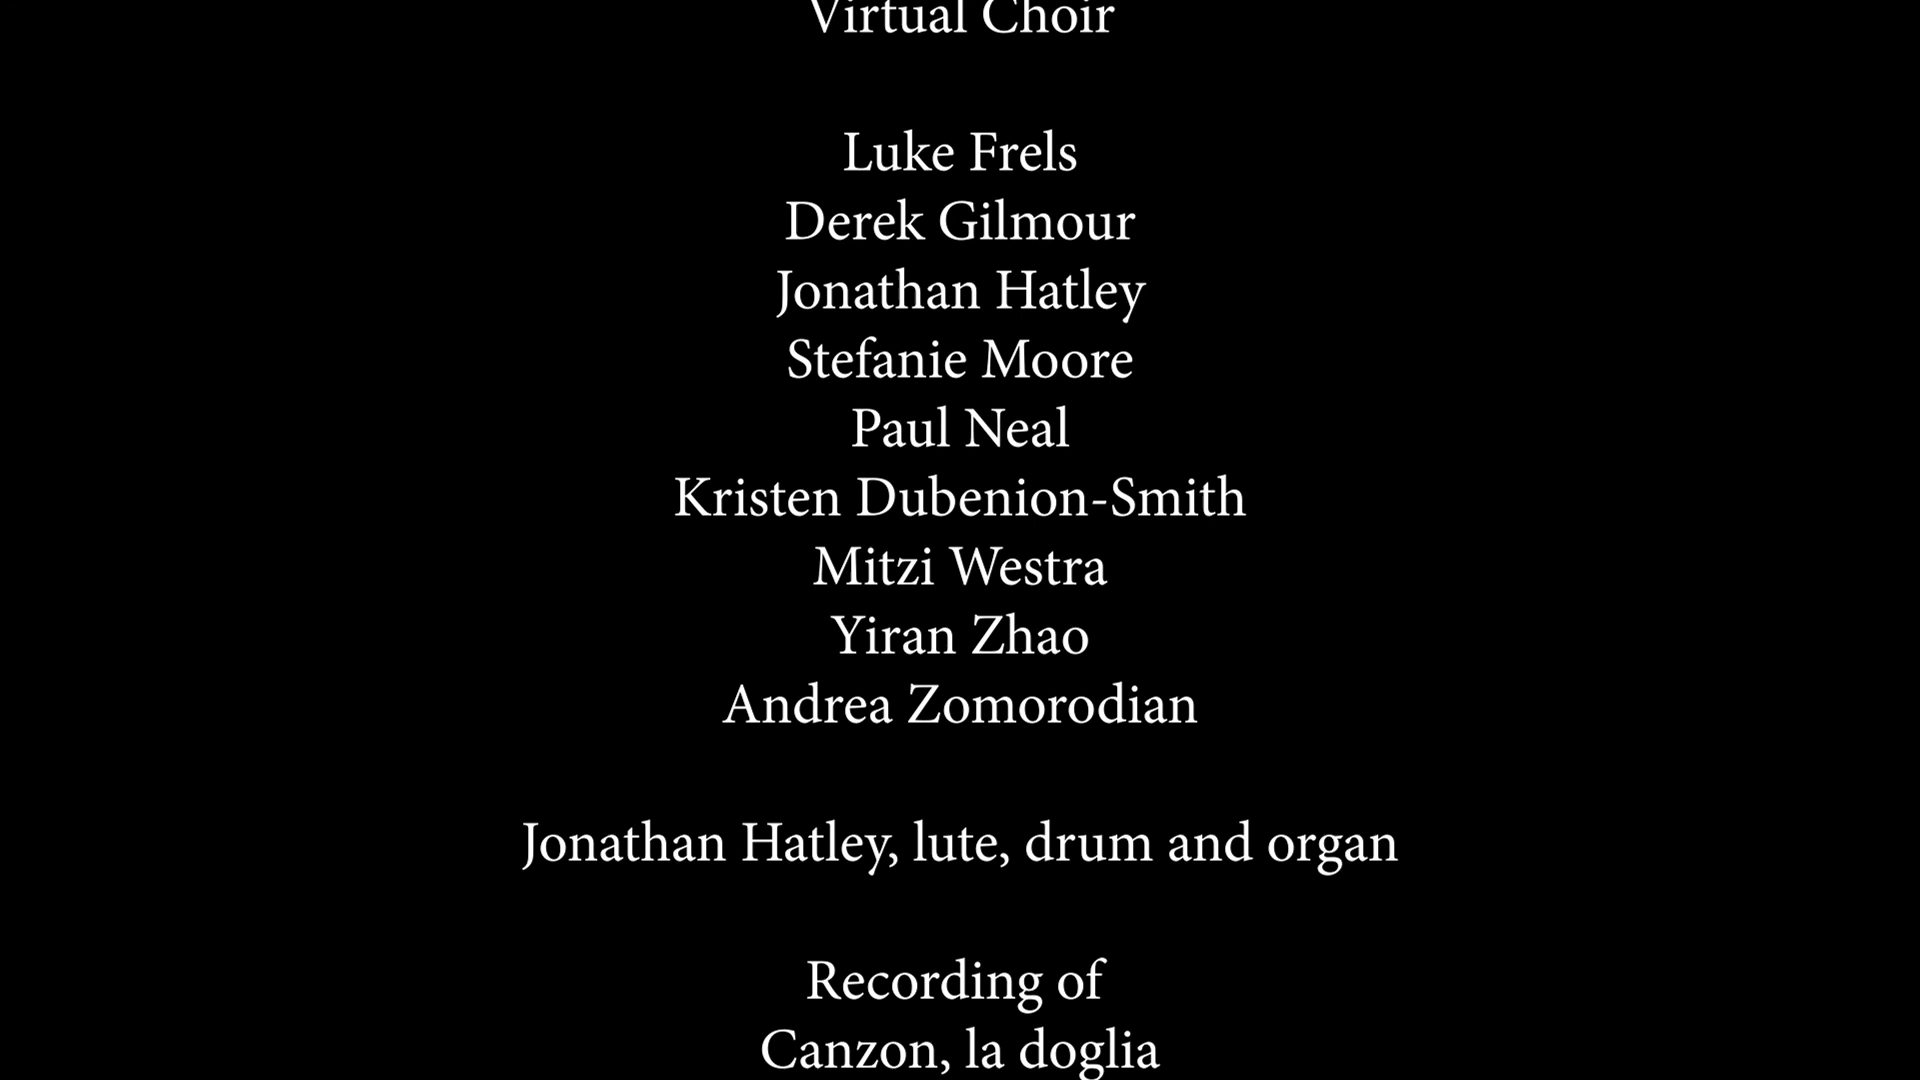 Virtual Choir
Luke Frels
Derek Gilmour
Jonathan Hatley
Stefanie Moore
Paul Neal
Kristen Dubenion-Smith
Mitzi Westra
Yiran Zhao
Andrea Zomorodian
Jonathan Hatley, lute, drum and organ
Recording of
Canzon, la doglia